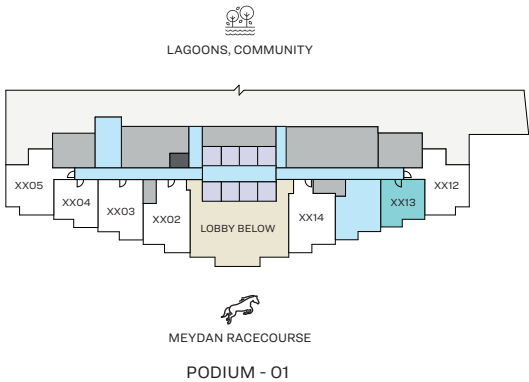 LAGOONS, COMMUNITY
XX05
XX12
XX04
XX13
XX03
XX02
LOBBY BELOW
XX14
MEYDAN RACECOURSE
PODIUM - 01